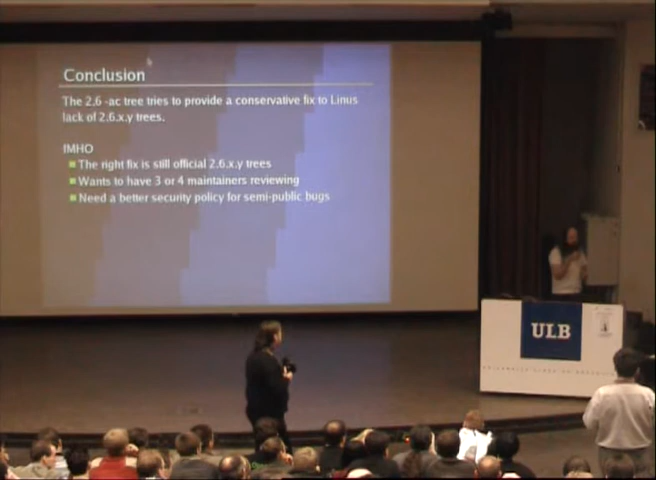 Conclusion
The 2.6 -ac tree tries to provide a conservative fix to Linus
lack of 2.6.x.y trees.
IMHO
The right fix is still official 2.6.x.y trees
Wants to have 3 or 4 maintainers reviewing
Need a better security policy for semi-public bugs
ULB